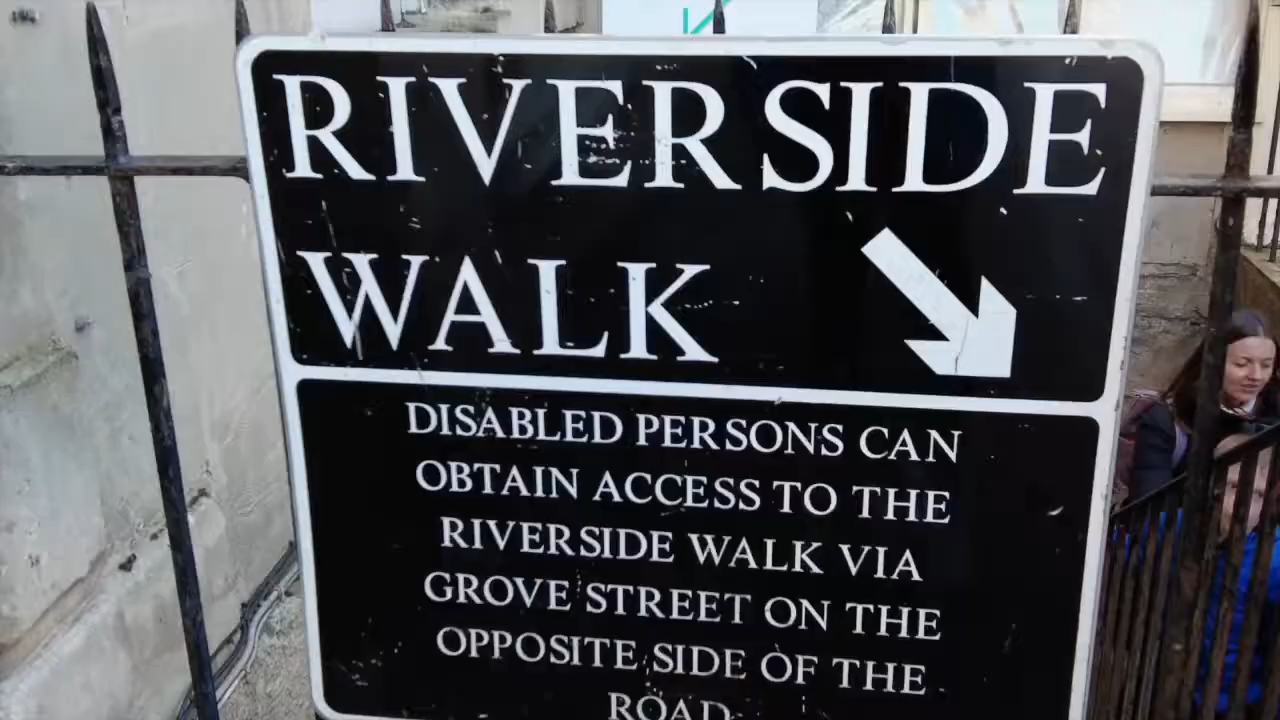 RIVERSIDE
WALK
DISABLED PERSONS CAN
OBTAIN ACCESS TO THE
RIVERSIDE WALK VIA
GROVE STREET ON THE
OPPOSITE SIDE OF THE
ROAD